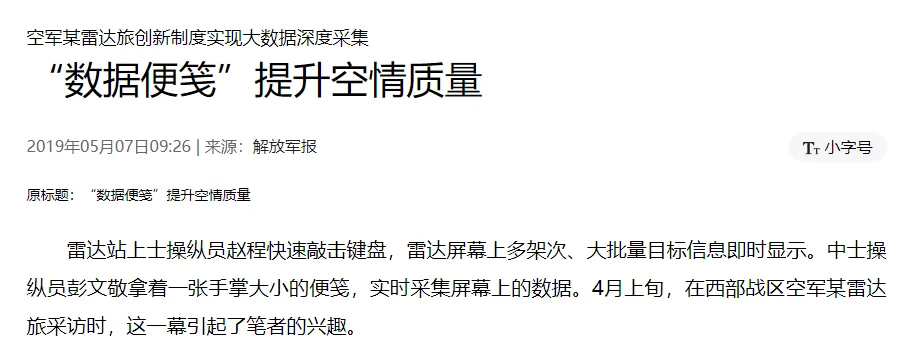 空军某雷达旅创新制度实现大数据深度采集
“数据便笺”提升空情质量
2019年05月07日09:26 | 来源：解放军报
TT 小字号
原标题：“数据便笺”提升空情质量
雷达站上士操纵员赵程快速敲击键盘，雷达屏幕上多架次、大批量目标信息即时显示。中士操
纵员彭文敬拿着一张手掌大小的便笺，实时采集屏幕上的数据。4月上旬，在西部战区空军某雷达
旅采访时，这一幕引起了笔者的兴趣。